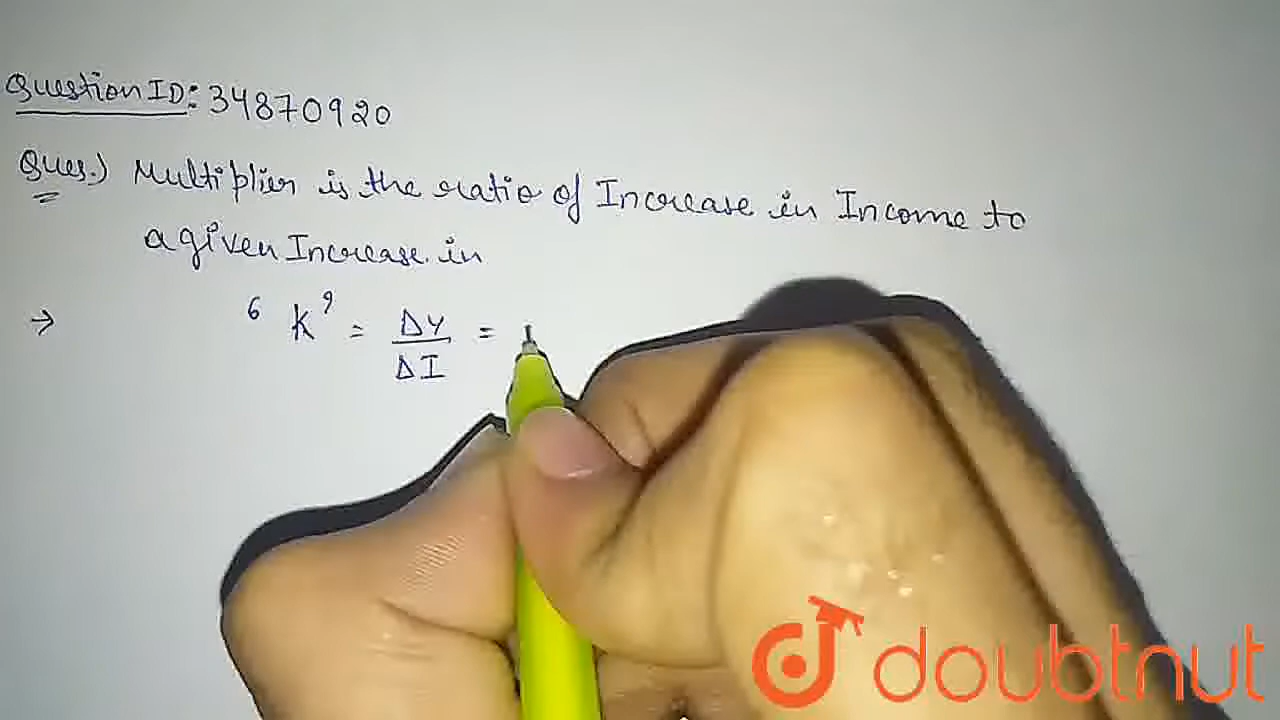 Question ID: 34870920
Ques.) Multiplier is the ratio of Increase in Income to
a given Increase in
→ ‘K’ = ΔY/ΔI =
doubtnut